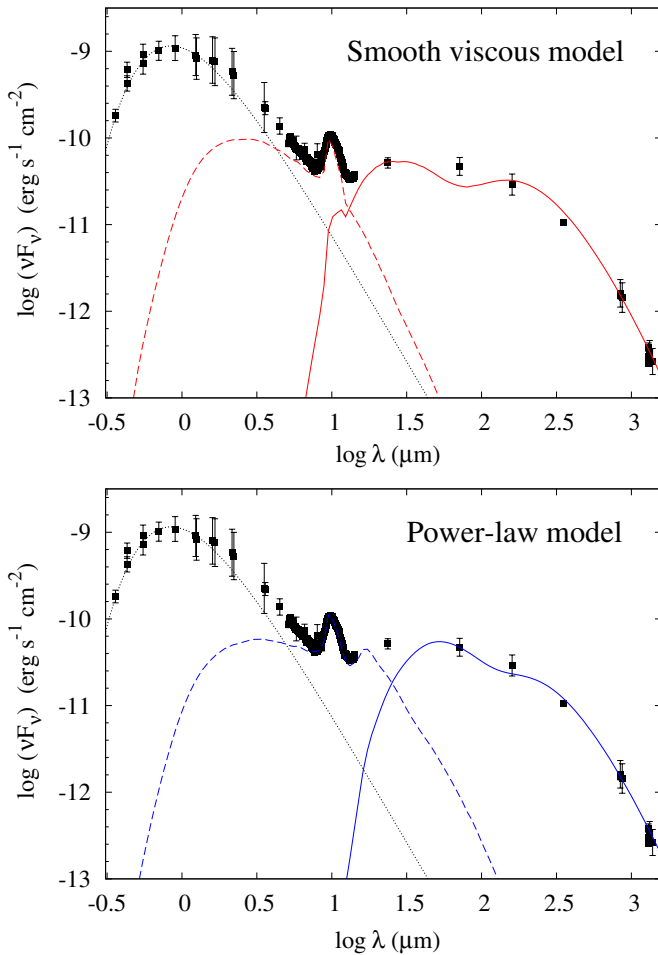 Smooth viscous model
log (νFν) (erg s⁻¹ cm⁻²)
-9
-10
-11
-12
-13
-0.5 0 0.5 1 1.5 2 2.5 3
log λ (μm)
Power-law model
log (νFν) (erg s⁻¹ cm⁻²)
-9
-10
-11
-12
-13
-0.5 0 0.5 1 1.5 2 2.5 3
log λ (μm)